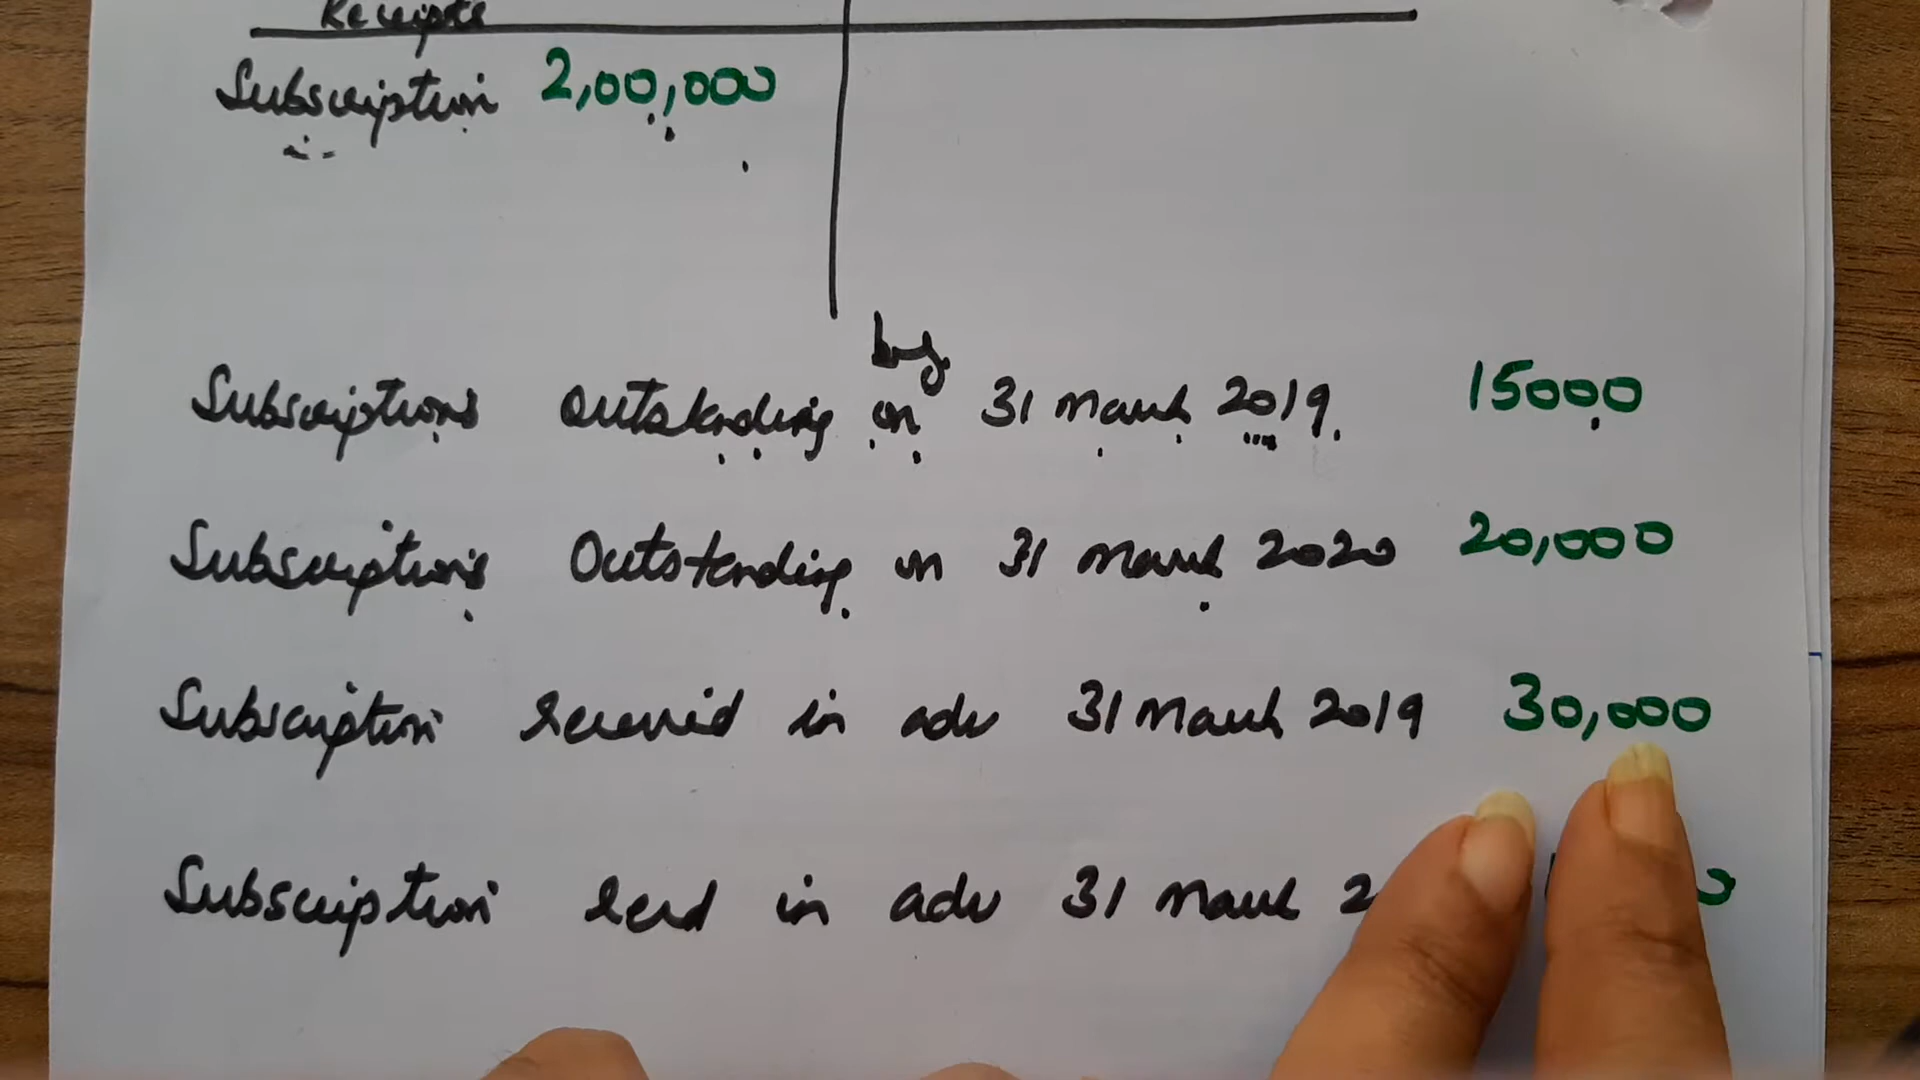 Receipts
Subscription 2,00,000
beg
Subscriptions Outstanding on 31 March 2019. 15000
Subscriptions Outstanding on 31 March 2020 20,000
Subscription received in adv 31 March 2019 30,000
Subscription recd in adv 31 March